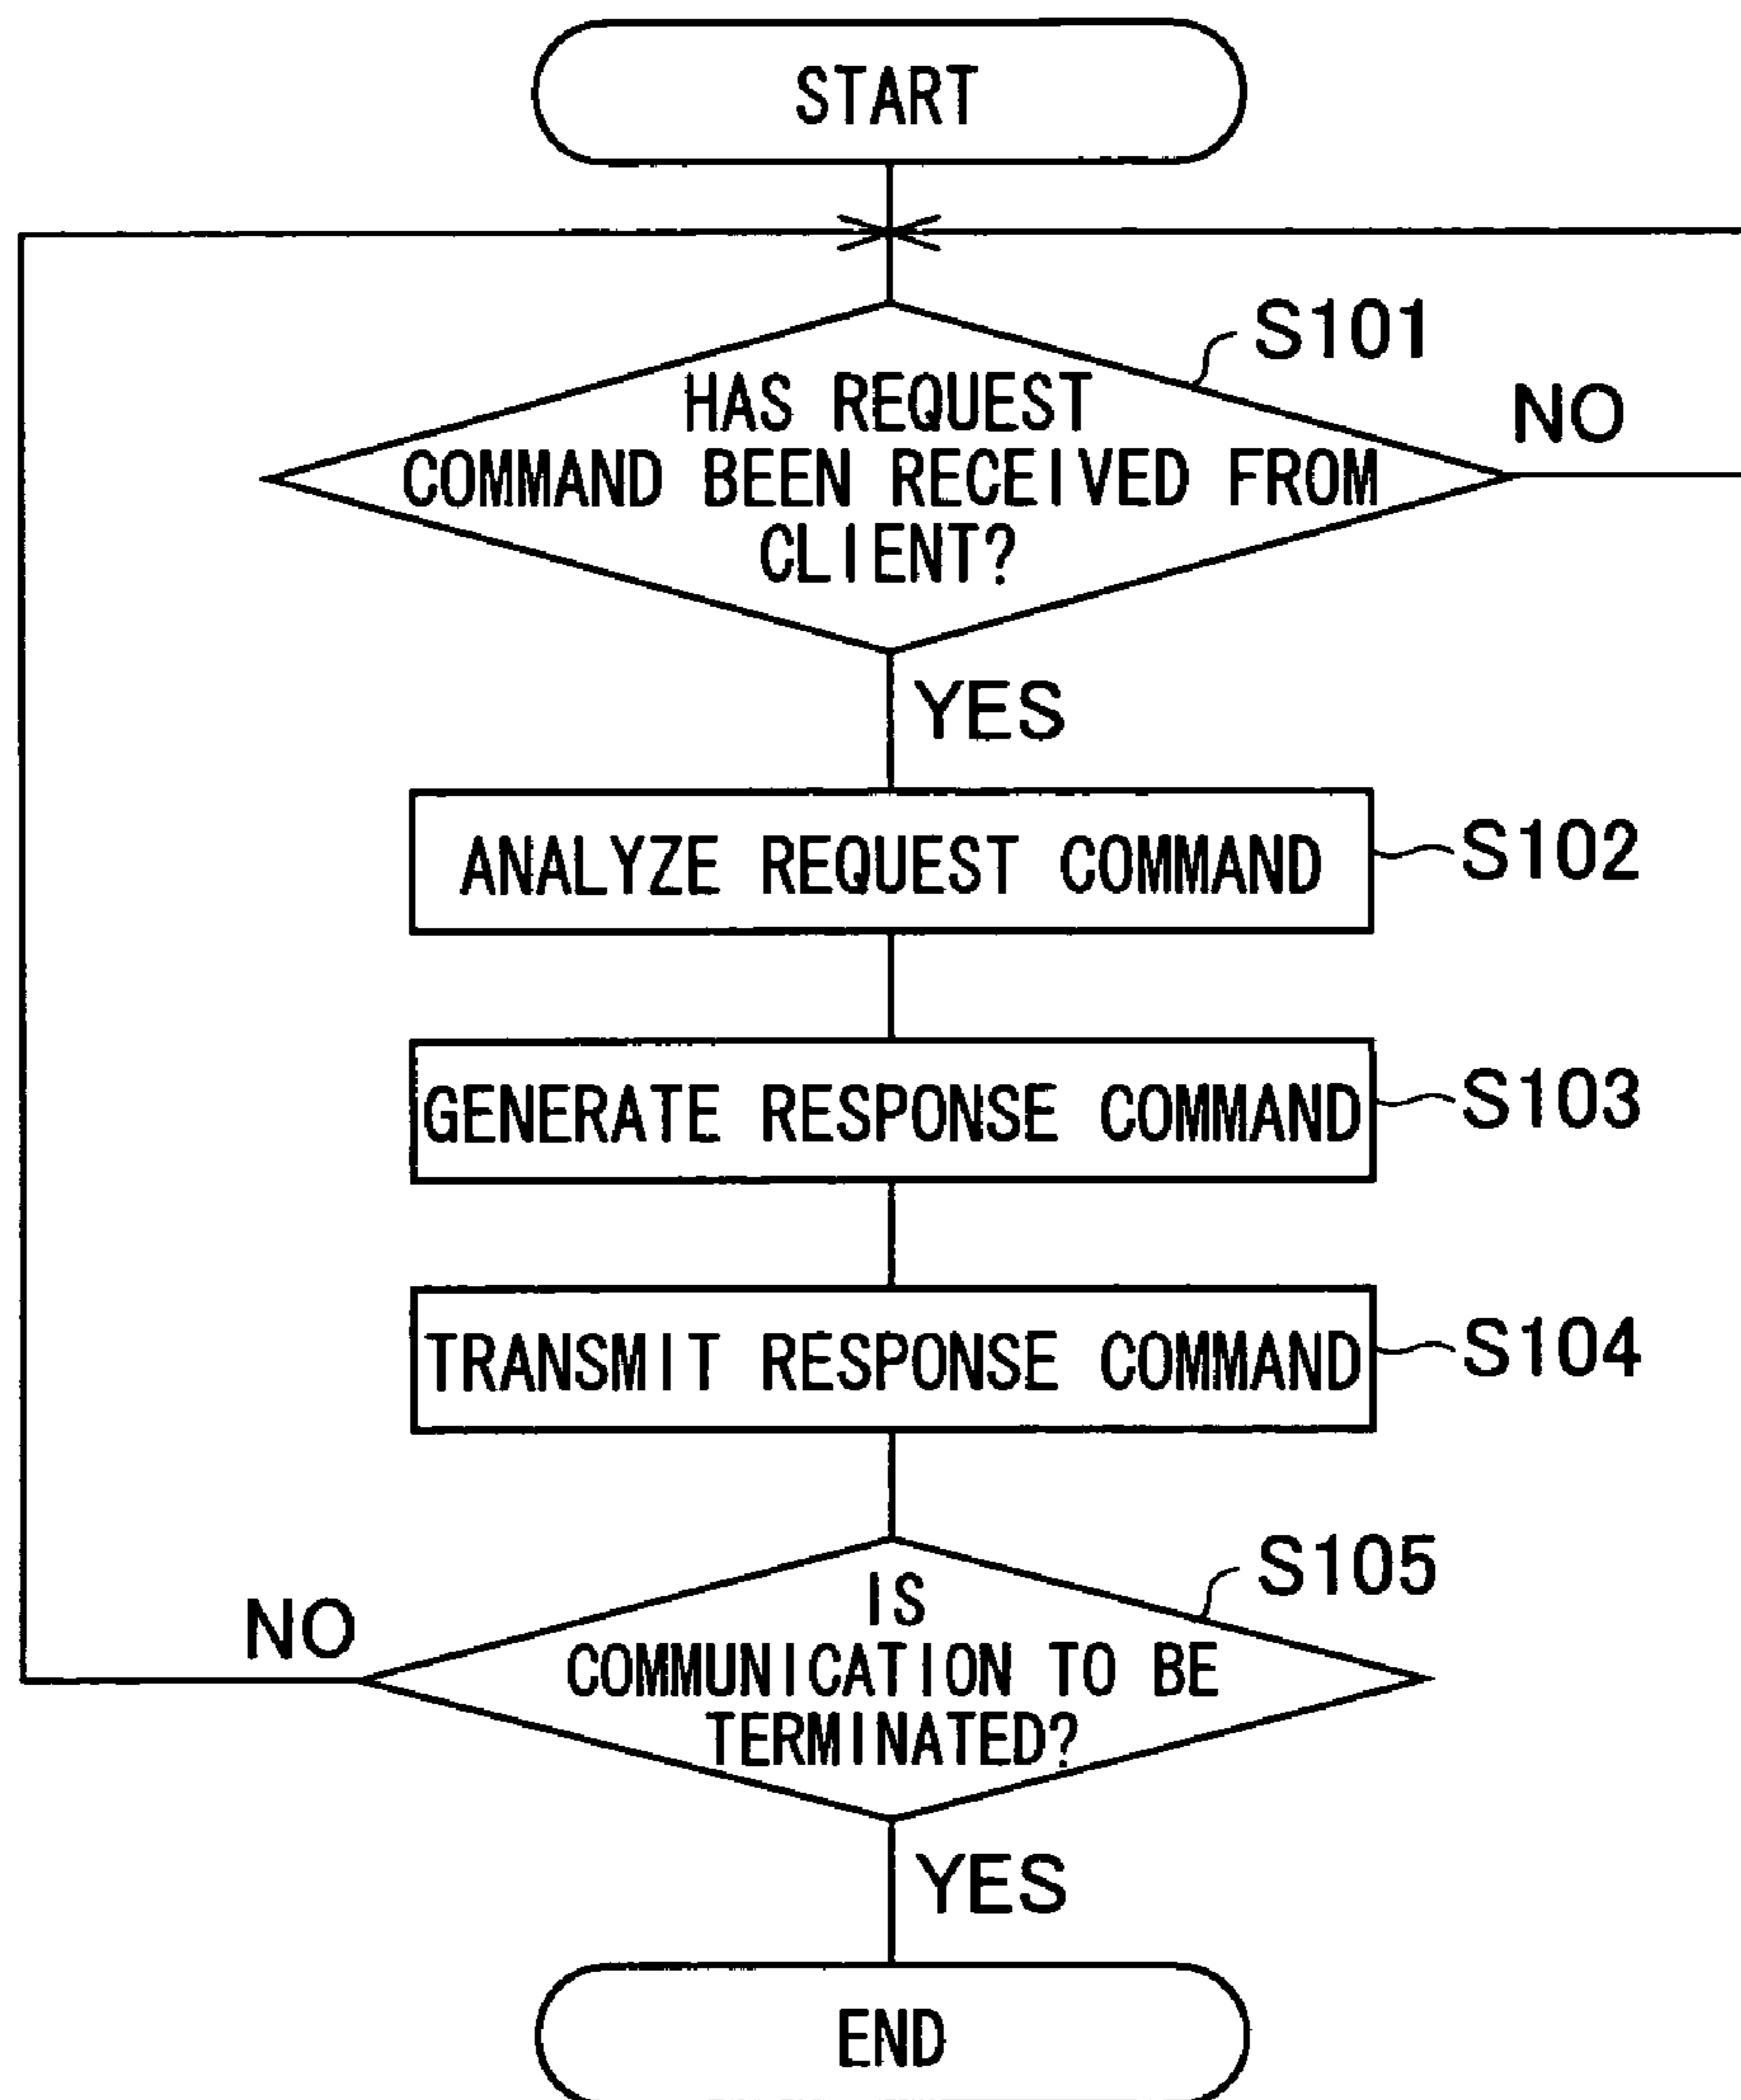 START
S101
HAS REQUEST
NO
COMMAND BEEN RECEIVED FROM
CLIENT?
YES
ANALYZE REQUEST COMMAND
S102
GENERATE RESPONSE COMMAND
S103
TRANSMIT RESPONSE COMMAND
S104
S105
IS
NO
COMMUNICATION TO BE
TERMINATED?
YES
END